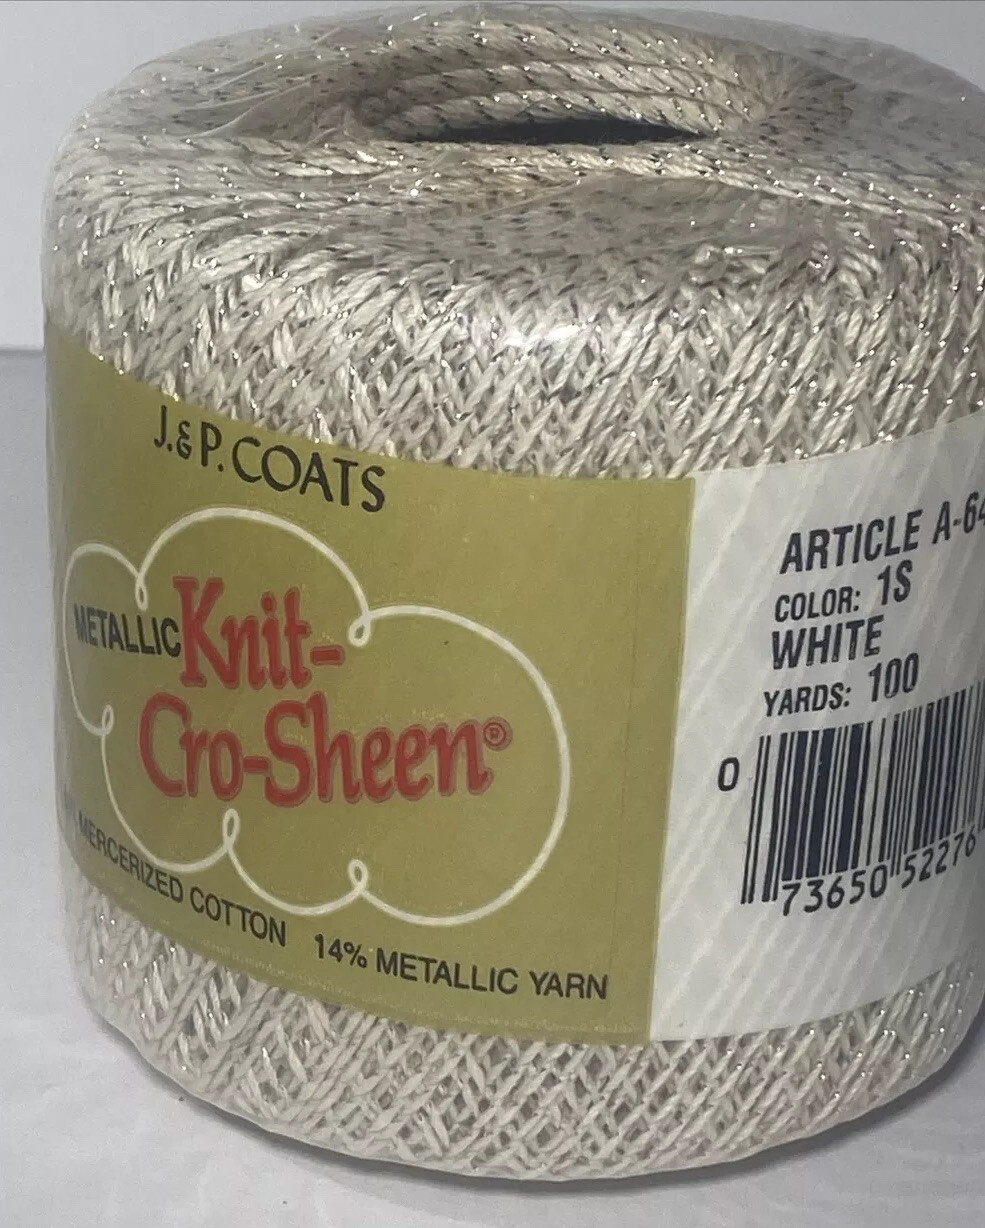 J.&P. COATS
METALLIC Knit-
Cro-Sheen®
MERCERIZED COTTON 14% METALLIC YARN
ARTICLE A-64
COLOR: 1S
WHITE
YARDS: 100
0 73650 52276